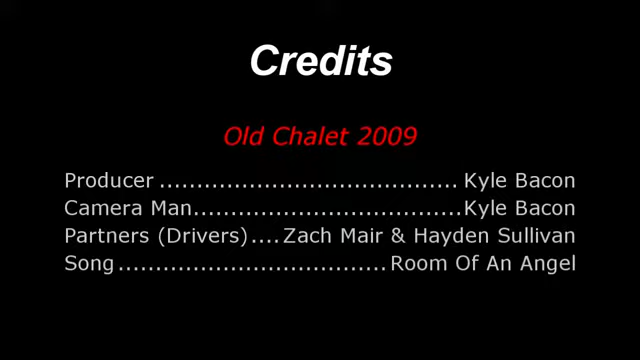 Credits
Old Chalet 2009
Producer ........................................ Kyle Bacon
Camera Man....................................Kyle Bacon
Partners (Drivers)....Zach Mair & Hayden Sullivan
Song....................................Room Of An Angel